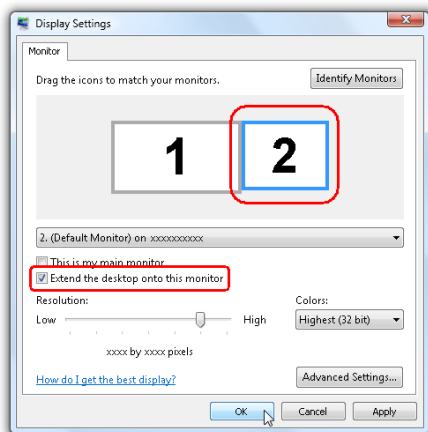 Display Settings
Monitor
Drag the icons to match your monitors.
Identify Monitors
1
2
2. (Default Monitor) on xxxxxxxxxx
This is my main monitor
Extend the desktop onto this monitor
Resolution:
Colors:
Low
High
Highest (32 bit)
xxxx by xxxx pixels
How do I get the best display?
Advanced Settings...
OK
Cancel
Apply